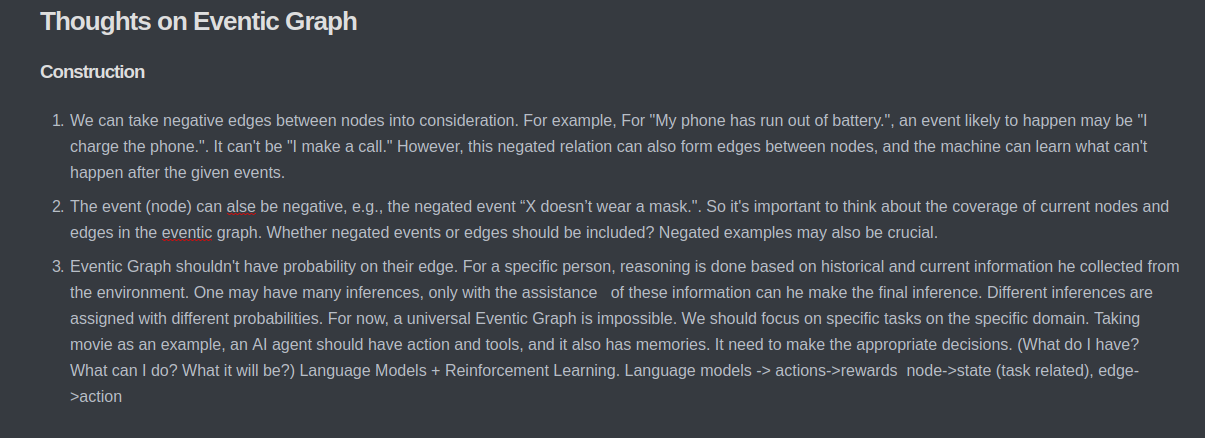 Thoughts on Eventic Graph
Construction
1. We can take negative edges between nodes into consideration. For example, For "My phone has run out of battery.", an event likely to happen may be "I
charge the phone.". It can't be "I make a call." However, this negated relation can also form edges between nodes, and the machine can learn what can't
happen after the given events.
2. The event (node) can alse be negative, e.g., the negated event “X doesn’t wear a mask.". So it's important to think about the coverage of current nodes and
edges in the eventic graph. Whether negated events or edges should be included? Negated examples may also be crucial.
3. Eventic Graph shouldn't have probability on their edge. For a specific person, reasoning is done based on historical and current information he collected from
the environment. One may have many inferences, only with the assistance   of these information can he make the final inference. Different inferences are
assigned with different probabilities. For now, a universal Eventic Graph is impossible. We should focus on specific tasks on the specific domain. Taking
movie as an example, an AI agent should have action and tools, and it also has memories. It need to make the appropriate decisions. (What do I have?
What can I do? What it will be?) Language Models + Reinforcement Learning. Language models -> actions->rewards  node->state (task related), edge-
>action